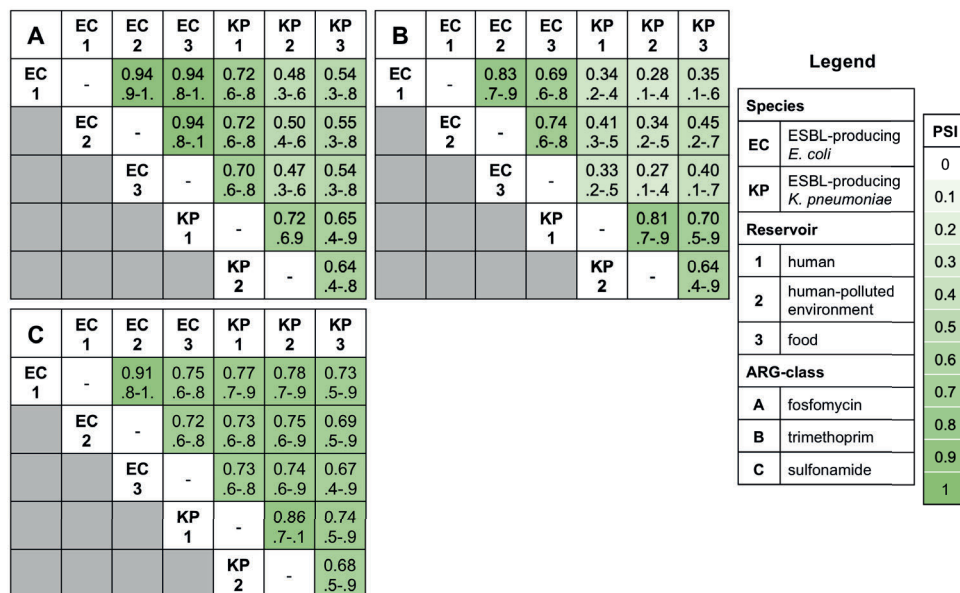 A EC 1 EC 2 EC 3 KP 1 KP 2 KP 3
EC 1 - 0.94 0.94 0.72 0.48 0.54
.9-1. .8-1. .6-.8 .3-.6 .3-.8
EC 2 - 0.94 0.72 0.50 0.55
.8-.1 .6-.8 .4-.6 .3-.8
EC 3 - 0.70 0.47 0.54
.6-.8 .3-.6 .3-.8
KP 1 - 0.72 0.65
.6.9 .4-.9
KP 2 - 0.64
.4-.8
B EC 1 EC 2 EC 3 KP 1 KP 2 KP 3
EC 1 - 0.83 0.69 0.34 0.28 0.35
.7-.9 .6-.8 .2-.4 .1-.4 .1-.6
EC 2 - 0.74 0.41 0.34 0.45
.6-.8 .3-.5 .2-.5 .2-.7
EC 3 - 0.33 0.27 0.40
.2-.5 .1-.4 .1-.7
KP 1 - 0.81 0.70
.7-.9 .5-.9
KP 2 - 0.64
.4-.9
C EC 1 EC 2 EC 3 KP 1 KP 2 KP 3
EC 1 - 0.91 0.75 0.77 0.78 0.73
.8-1. .6-.8 .7-.9 .7-.9 .5-.9
EC 2 - 0.72 0.73 0.75 0.69
.6-.8 .6-.8 .6-.9 .5-.9
EC 3 - 0.73 0.74 0.67
.6-.8 .6-.9 .4-.9
KP 1 - 0.86 0.74
.7-.1 .5-.9
KP 2 - 0.68
.5-.9
Legend
Species
EC ESBL-producing
E. coli
KP ESBL-producing
K. pneumoniae
Reservoir
1 human
2 human-polluted
environment
3 food
ARG-class
A fosfomycin
B trimethoprim
C sulfonamide
PSI
0
0.1
0.2
0.3
0.4
0.5
0.6
0.7
0.8
0.9
1